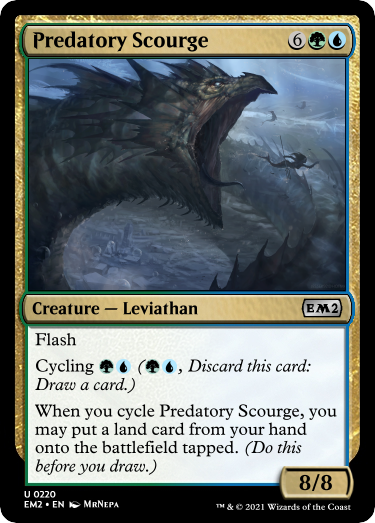 Predatory Scourge 6
Creature — Leviathan EM2
Flash
Cycling (, Discard this card:
Draw a card.)
When you cycle Predatory Scourge, you
may put a land card from your hand
onto the battlefield tapped. (Do this
before you draw.)
8/8
U 0220
EM2 • EN MrNepa ™ & © 2021 Wizards of the Coast